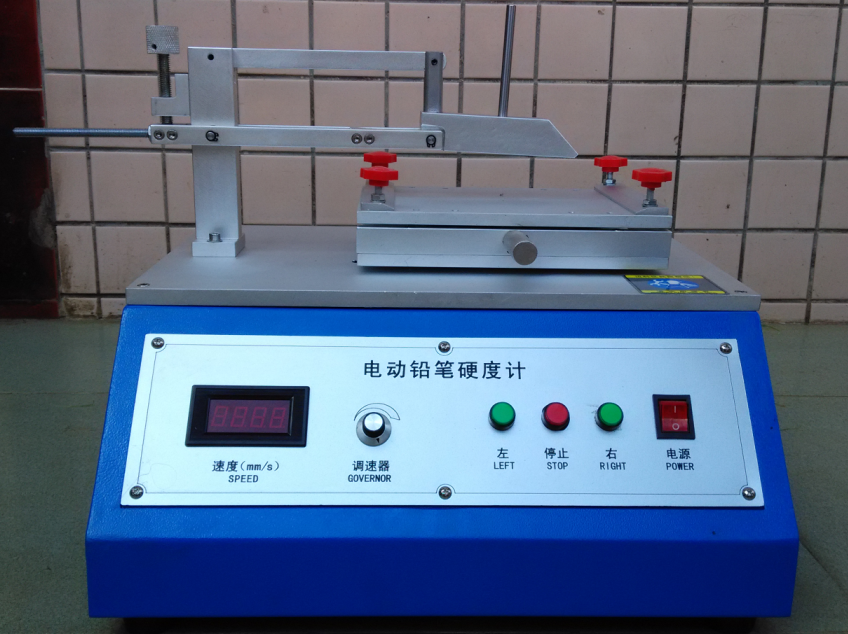 电动铅笔硬度计
速度(mm/s)
SPEED
调速器
GOVERNOR
左
LEFT
停止
STOP
右
RIGHT
电源
POWER